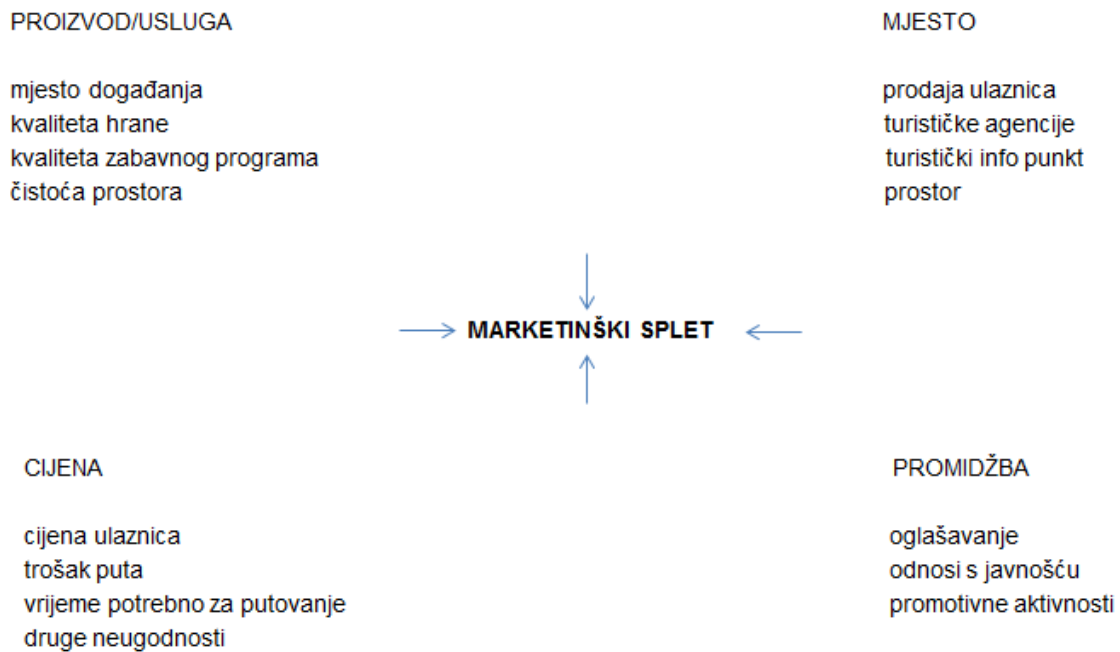 PROIZVOD/USLUGA
mjesto događanja
kvaliteta hrane
kvaliteta zabavnog programa
čistoća prostora
MJESTO
prodaja ulaznica
turističke agencije
turistički info punkt
prostor
MARKETINŠKI SPLET
CIJENA
cijena ulaznica
trošak puta
vrijeme potrebno za putovanje
druge neugodnosti
PROMIDŽBA
oglašavanje
odnosi s javnošću
promotivne aktivnosti